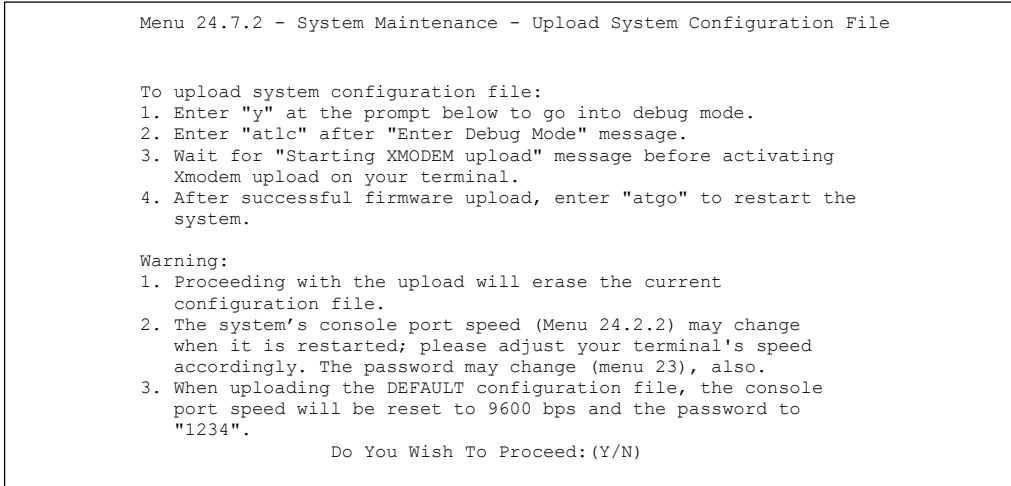 Menu 24.7.2 - System Maintenance - Upload System Configuration File
To upload system configuration file:
1. Enter "y" at the prompt below to go into debug mode.
2. Enter "atlc" after "Enter Debug Mode" message.
3. Wait for "Starting XMODEM upload" message before activating
Xmodem upload on your terminal.
4. After successful firmware upload, enter "atgo" to restart the
system.
Warning:
1. Proceeding with the upload will erase the current
configuration file.
2. The system’s console port speed (Menu 24.2.2) may change
when it is restarted; please adjust your terminal's speed
accordingly. The password may change (menu 23), also.
3. When uploading the DEFAULT configuration file, the console
port speed will be reset to 9600 bps and the password to
"1234".
Do You Wish To Proceed:(Y/N)